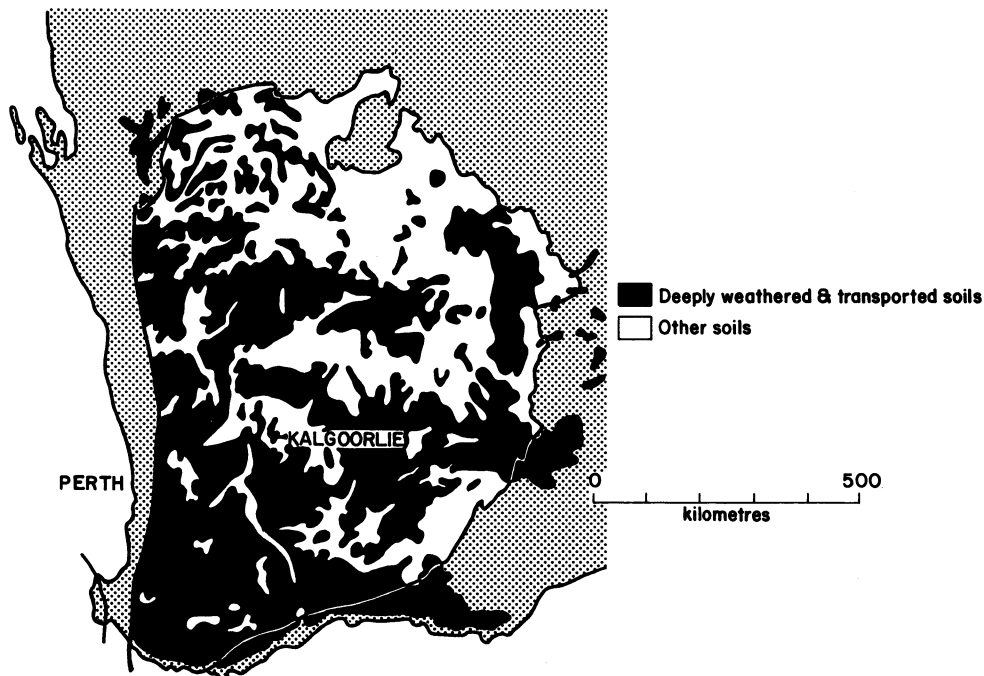 Deeply weathered & transported soils
Other soils
KALGOORLIE
PERTH
0 500
kilometres